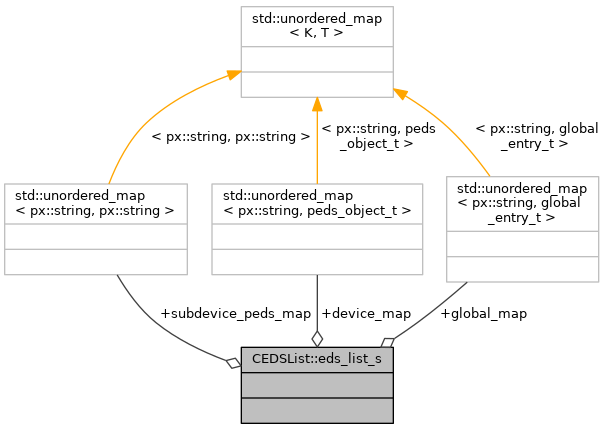 std::unordered_map
< K, T >
< px::string, px::string >
< px::string, peds
_object_t >
< px::string, global
_entry_t >
std::unordered_map
< px::string, px::string >
std::unordered_map
< px::string, peds_object_t >
std::unordered_map
< px::string, global
_entry_t >
+subdevice_peds_map
+device_map
+global_map
CEDSList::eds_list_s